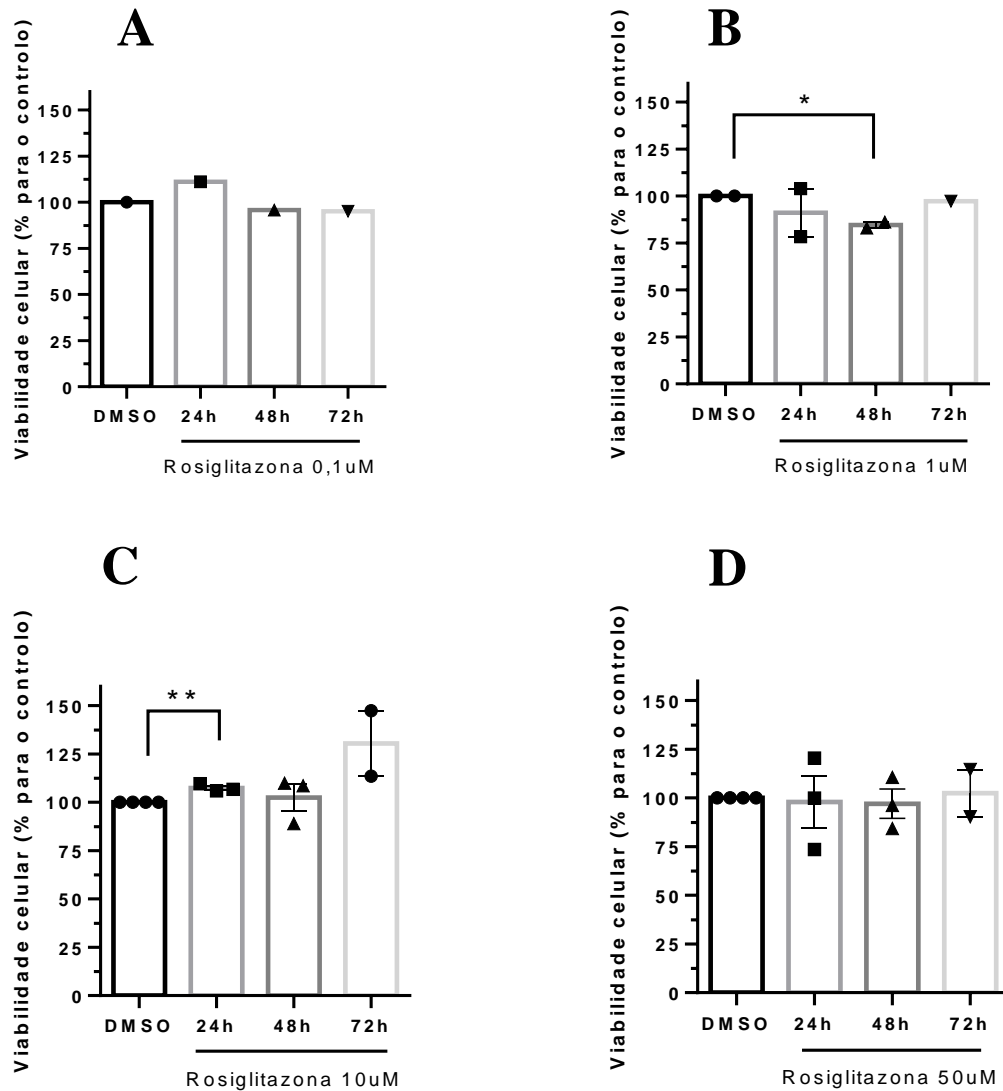 A
Viabilidade celular (% para o controlo)
150
125
100
75
50
25
0
DMSO 24h 48h 72h
Rosiglitazona 0,1uM
B
Viabilidade celular (% para o controlo)
150
125
100
75
50
25
0
*
DMSO 24h 48h 72h
Rosiglitazona 1uM
C
Viabilidade celular (% para o controlo)
150
125
100
75
50
25
0
**
DMSO 24h 48h 72h
Rosiglitazona 10uM
D
Viabilidade celular (% para o controlo)
150
125
100
75
50
25
0
DMSO 24h 48h 72h
Rosiglitazona 50uM